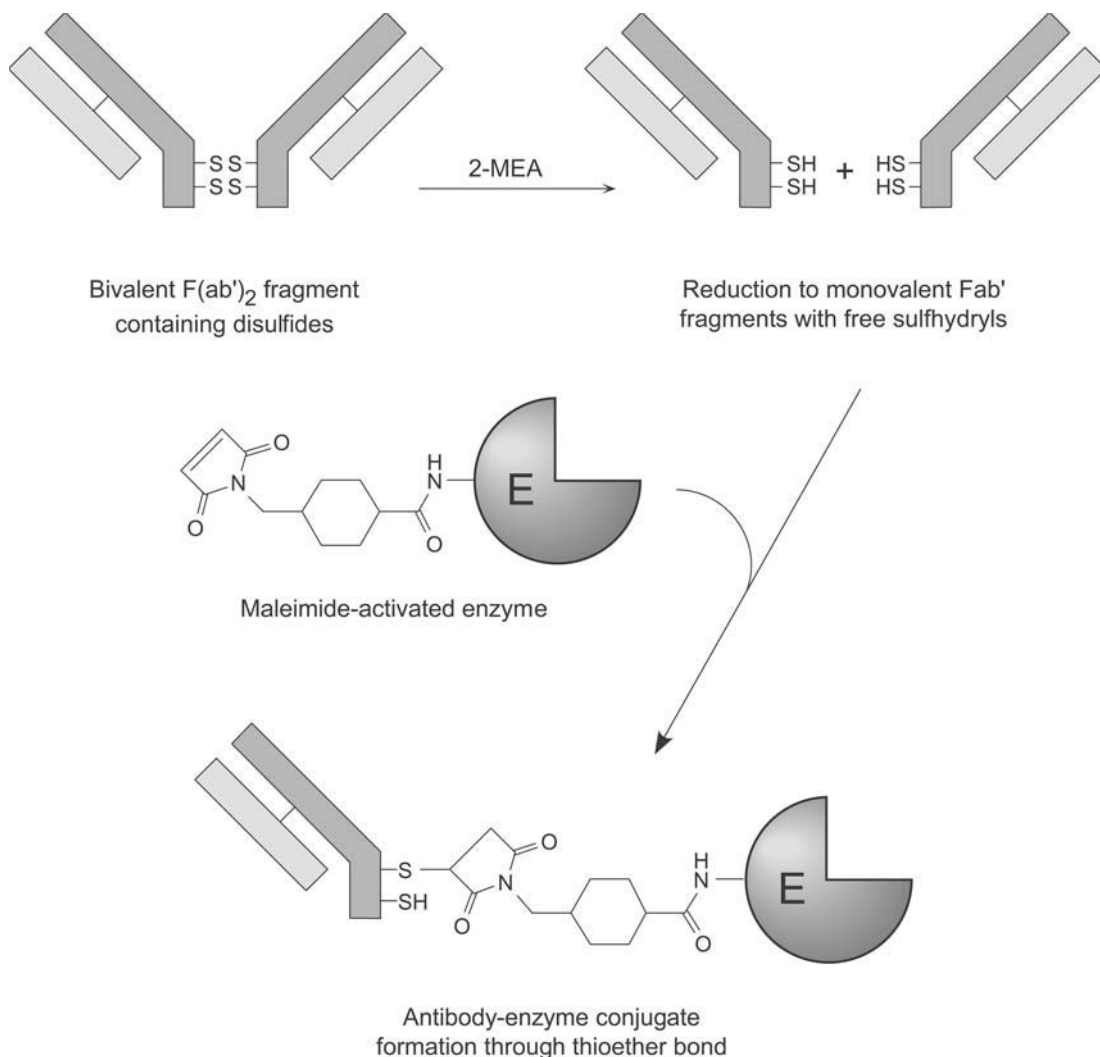 S S
S S
2-MEA
SH
SH
+
HS
HS
Bivalent F(ab')2 fragment
containing disulfides
Reduction to monovalent Fab'
fragments with free sulfhydryls
O
N
O
H
N
O
E
Maleimide-activated enzyme
S
SH
O
N
O
H
N
O
E
Antibody-enzyme conjugate
formation through thioether bond